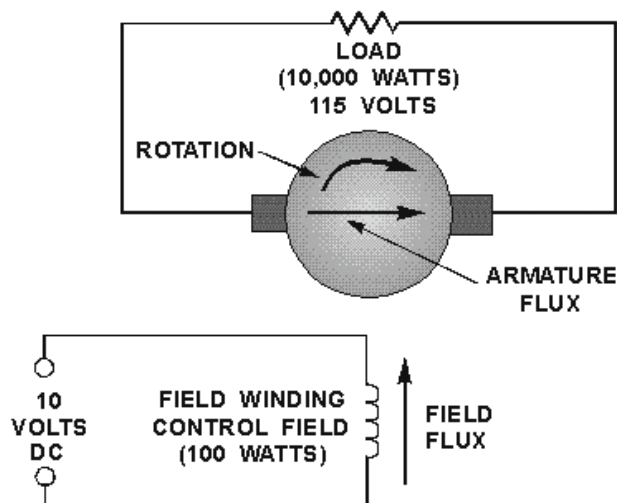 LOAD
(10,000 WATTS)
115 VOLTS
ROTATION
ARMATURE
FLUX
10
VOLTS
DC
FIELD WINDING
CONTROL FIELD
(100 WATTS)
FIELD
FLUX